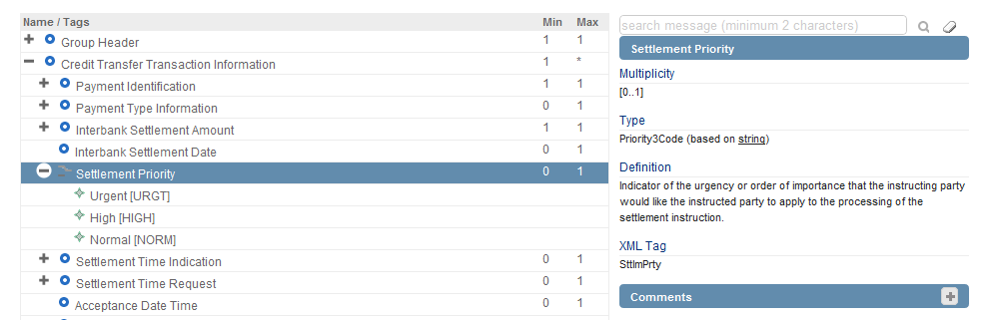 Name / Tags Min Max
Group Header 1 1
Credit Transfer Transaction Information 1 *
Payment Identification 1 1
Payment Type Information 0 1
Interbank Settlement Amount 1 1
Interbank Settlement Date 0 1
Settlement Priority 0 1
Urgent [URGT]
High [HIGH]
Normal [NORM]
Settlement Time Indication 0 1
Settlement Time Request 0 1
Acceptance Date Time 0 1
search message (minimum 2 characters)
Settlement Priority
Multiplicity
[0..1]
Type
Priority3Code (based on string)
Definition
Indicator of the urgency or order of importance that the instructing party
would like the instructed party to apply to the processing of the
settlement instruction.
XML Tag
SttlmPrty
Comments